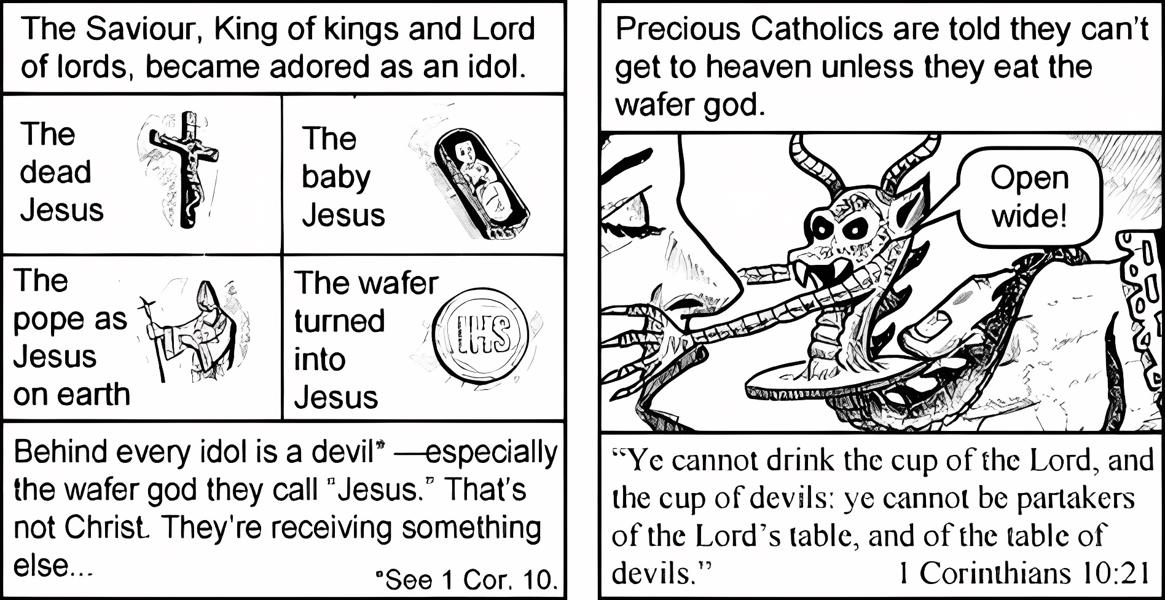 The Saviour, King of kings and Lord
of lords, became adored as an idol.
The
dead
Jesus
The
baby
Jesus
The
pope as
Jesus
on earth
The wafer
turned
into
Jesus
IHS
Behind every idol is a devil* —especially
the wafer god they call "Jesus." That's
not Christ. They're receiving something
else...
*See 1 Cor. 10.
Precious Catholics are told they can't
get to heaven unless they eat the
wafer god.
Open
wide!
“Ye cannot drink the cup of the Lord, and
the cup of devils: ye cannot be partakers
of the Lord’s table, and of the table of
devils.”
1 Corinthians 10:21